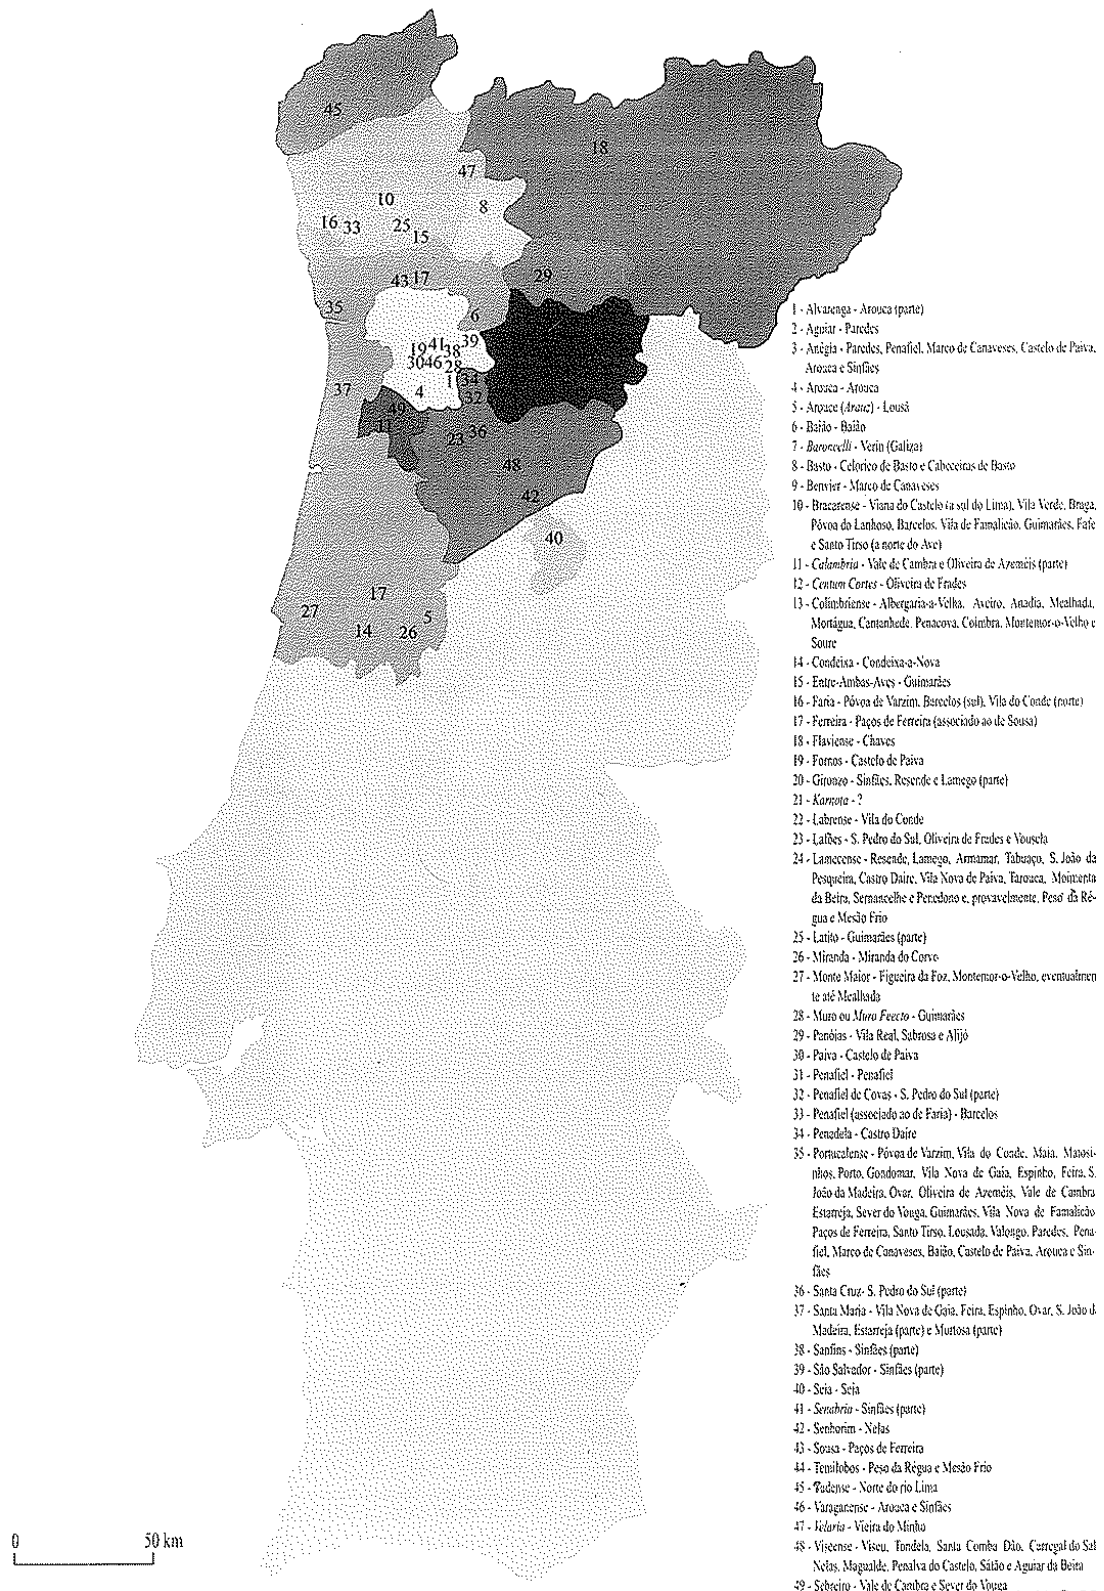 45
18
47
10
8
16
33
25
15
43 17
29
35
6
39
41
19
38
30 46
28
1
34
37
4
32
49
11
36
23
48
42
40
17
27
5
14
26
0
50 km
1 - Alvarenga - Arouca (parte)
2 - Aguiar - Paredes
3 - Anégia - Paredes, Penafiel, Marco de Canaveses, Castelo de Paiva,
Arouca e Sinfães
4 - Arouca - Arouca
5 - Arouce (Arauz) - Lousã
6 - Baião - Baião
7 - Baroncelli - Verin (Galiza)
8 - Basto - Celorico de Basto e Cabeceiras de Basto
9 - Benvier - Marco de Canaveses
10 - Bracarense - Viana do Castelo (a sul do Lima), Vila Verde, Braga,
Póvoa do Lanhoso, Barcelos, Vila de Famalicão, Guimarães, Fafe
e Santo Tirso (a norte do Ave)
11 - Calambria - Vale de Cambra e Oliveira de Azeméis (parte)
12 - Centum Cortes - Oliveira de Frades
13 - Colimbriense - Albergaria-a-Velha, Aveiro, Anadia, Mealhada,
Mortágua, Cantanhede, Penacova, Coimbra, Montemor-o-Velho e
Soure
14 - Condeixa - Condeixa-a-Nova
15 - Entre-Ambas-Aves - Guimarães
16 - Faria - Póvoa de Varzim, Barcelos (sul), Vila do Conde (norte)
17 - Ferreira - Paços de Ferreira (associado ao de Sousa)
18 - Flaviense - Chaves
19 - Fornos - Castelo de Paiva
20 - Gironzo - Sinfães, Resende e Lamego (parte)
21 - Karnota - ?
22 - Labrense - Vila do Conde
23 - Lafões - S. Pedro do Sul, Oliveira de Frades e Vouzela
24 - Lamecense - Resende, Lamego, Armamar, Tabuaço, S. João da
Pesqueira, Castro Daire, Vila Nova de Paiva, Tarouca, Moimenta
da Beira, Sernancelhe e Penedono e, provavelmente, Peso da Ré-
gua e Mesão Frio
25 - Latito - Guimarães (parte)
26 - Miranda - Miranda do Corvo
27 - Monte Maior - Figueira da Foz, Montemor-o-Velho, eventualmen
te até Mealhada
28 - Muro ou Muro Feecto - Guimarães
29 - Panóias - Vila Real, Sabrosa e Alijó
30 - Paiva - Castelo de Paiva
31 - Penafiel - Penafiel
32 - Penafiel de Covas - S. Pedro do Sul (parte)
33 - Penafiel (associado ao de Faria) - Barcelos
34 - Penadela - Castro Daire
35 - Portucalense - Póvoa de Varzim, Vila do Conde, Maia, Matosi-
nhos, Porto, Gondomar, Vila Nova de Gaia, Espinho, Feira, S.
João da Madeira, Ovar, Oliveira de Azeméis, Vale de Cambra
Estarreja, Sever do Vouga, Guimarães, Vila Nova de Famalicão
Paços de Ferreira, Santo Tirso, Lousada, Valongo, Paredes, Pena-
fiel, Marco de Canaveses, Baião, Castelo de Paiva, Arouca e Sin-
fães
36 - Santa Cruz- S. Pedro do Sul (parte)
37 - Santa Maria - Vila Nova de Gaia, Feira, Espinho, Ovar, S. João d
Madeira, Estarreja (parte) e Murtosa (parte)
38 - Sanfins - Sinfães (parte)
39 - São Salvador - Sinfães (parte)
40 - Seia - Seia
41 - Senabria - Sinfães (parte)
42 - Senhorim - Nelas
43 - Sousa - Paços de Ferreira
44 - Temilobos - Peso da Régua e Mesão Frio
45 - Tudense - Norte do rio Lima
46 - Varaganense - Arouca e Sinfães
47 - Velaria - Vieira do Minho
48 - Viseense - Viseu, Tondela, Santa Comba Dão, Carregal do Sal
Nelas, Mangualde, Penalva do Castelo, Sátão e Aguiar da Beira
49 - Sebreiro - Vale de Cambra e Sever do Vouga